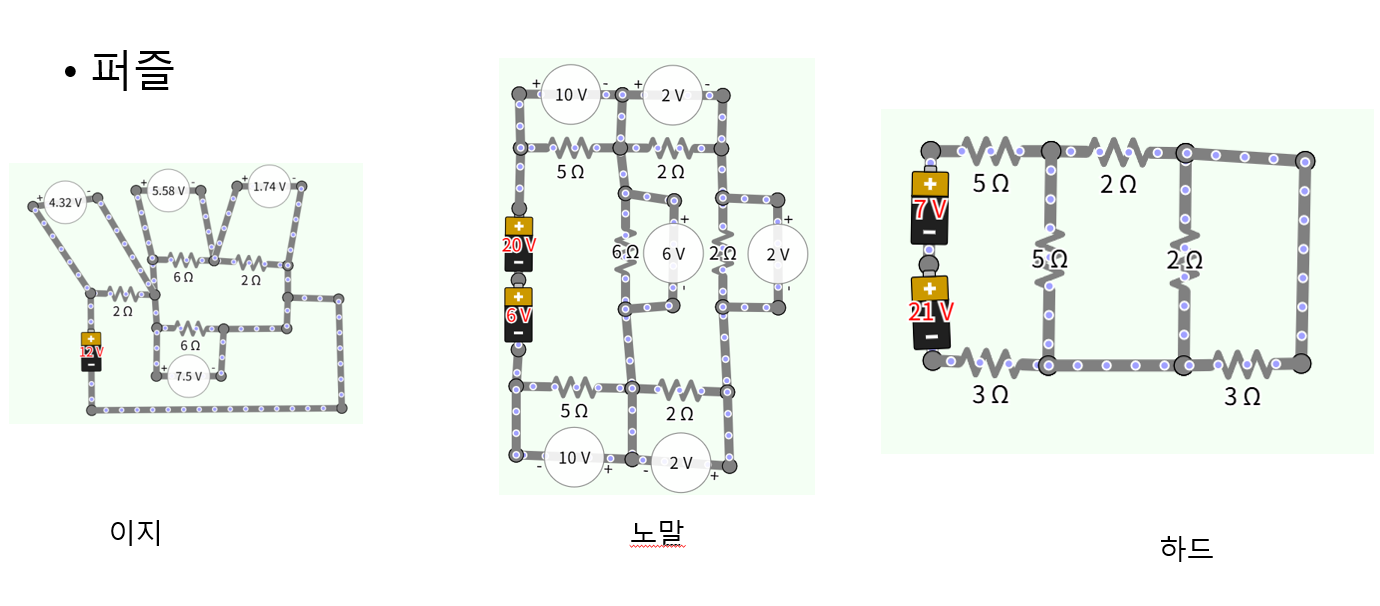 • 퍼즐
+ 4.32 V -
+ 5.58 V -
+ 1.74 V -
6 Ω
2 Ω
2 Ω
12 V
+
-
6 Ω
+ 7.5 V -
이지
+ 10 V -
+ 2 V -
5 Ω
2 Ω
+
20 V
-
+
6 V
-
6 Ω
+
6 V
-
2 Ω
+
2 V
-
5 Ω
2 Ω
- 10 V +
- 2 V +
노말
5 Ω
2 Ω
+
7 V
-
+
21 V
-
5 Ω
2 Ω
3 Ω
3 Ω
하드